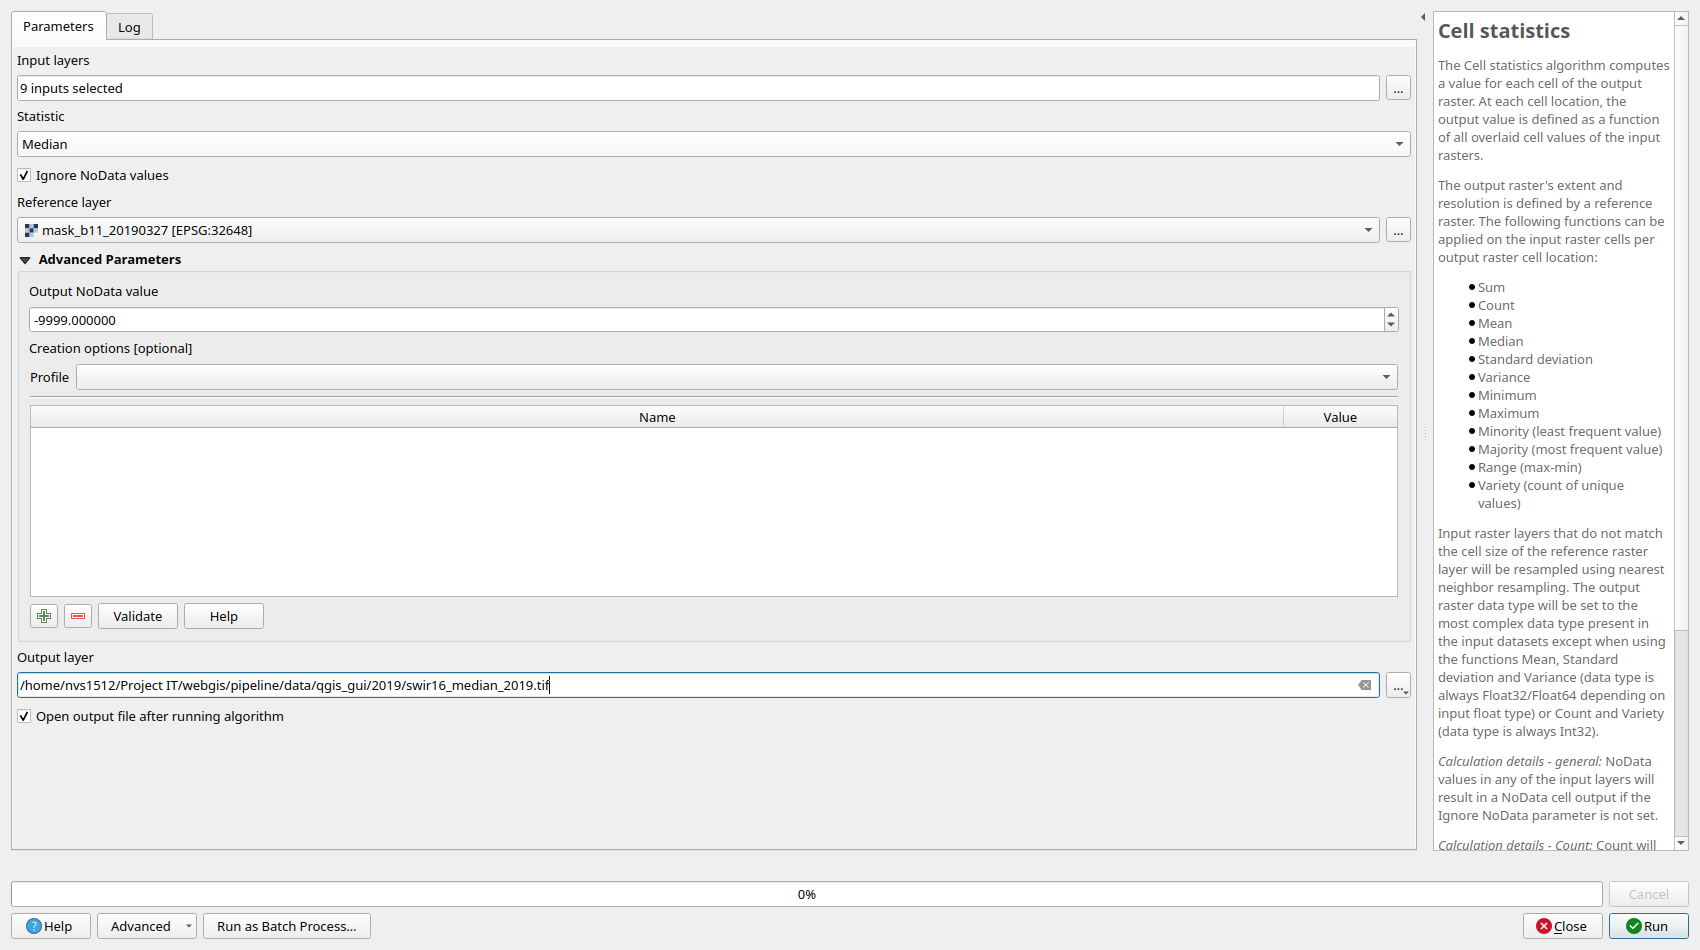 Parameters
Log
Input layers
9 inputs selected
...
Statistic
Median
Ignore NoData values
Reference layer
mask_b11_20190327 [EPSG:32648]
...
Advanced Parameters
Output NoData value
-9999.000000
Creation options [optional]
Profile
Name
Value
Validate
Help
Output layer
/home/nvs1512/Project IT/webgis/pipeline/data/qgis_gui/2019/swir16_median_2019.tif
...
Open output file after running algorithm
Cell statistics
The Cell statistics algorithm computes
a value for each cell of the output
raster. At each cell location, the
output value is defined as a function
of all overlaid cell values of the input
rasters.
The output raster's extent and
resolution is defined by a reference
raster. The following functions can be
applied on the input raster cells per
output raster cell location:
Sum
Count
Mean
Median
Standard deviation
Variance
Minimum
Maximum
Minority (least frequent value)
Majority (most frequent value)
Range (max-min)
Variety (count of unique
values)
Input raster layers that do not match
the cell size of the reference raster
layer will be resampled using nearest
neighbor resampling. The output
raster data type will be set to the
most complex data type present in
the input datasets except when using
the functions Mean, Standard
deviation and Variance (data type is
always Float32/Float64 depending on
input float type) or Count and Variety
(data type is always Int32).
Calculation details - general: NoData
values in any of the input layers will
result in a NoData cell output if the
Ignore NoData parameter is not set.
Calculation details - Count: Count will
0%
Cancel
Help
Advanced
Run as Batch Process...
Close
Run